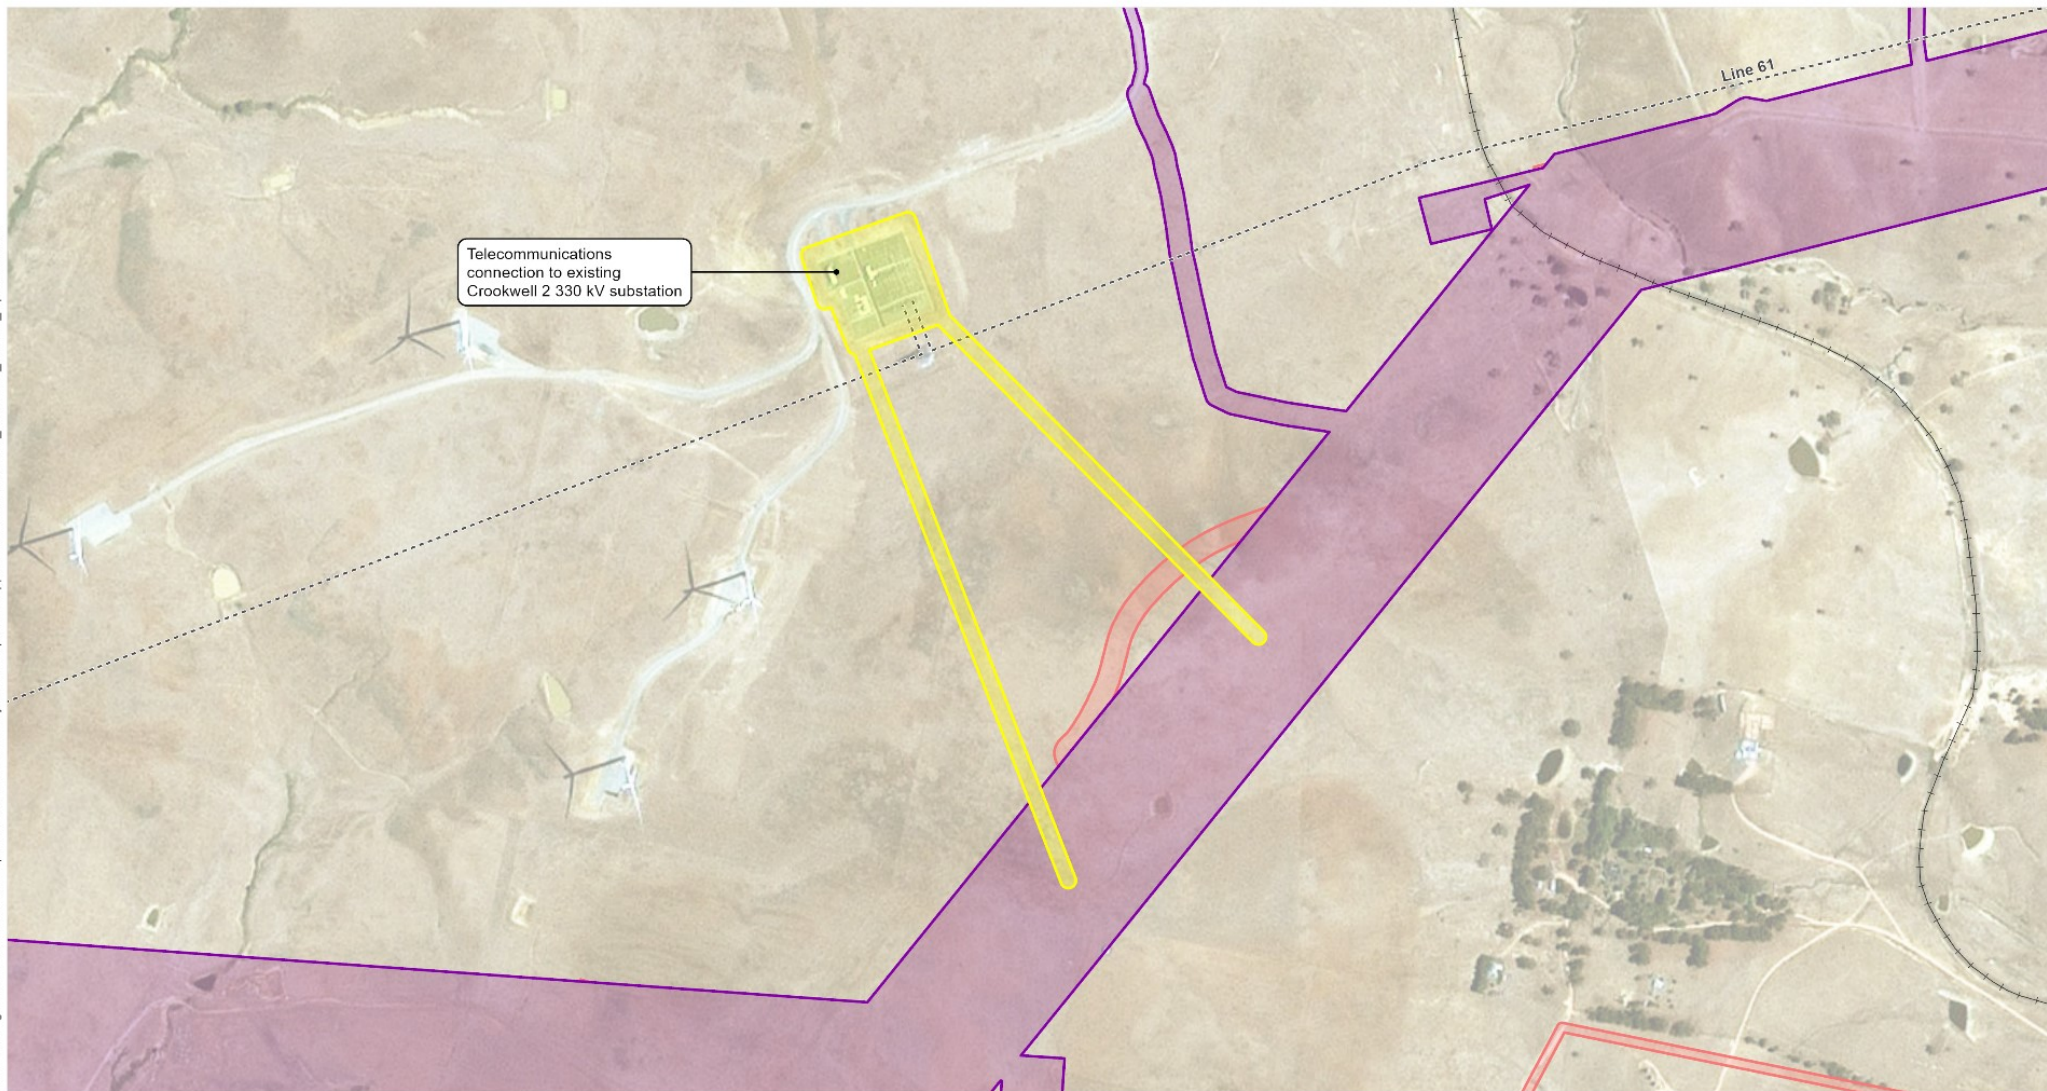 Line 61
Telecommunications
connection to existing
Crookwell 2 330 kV substation